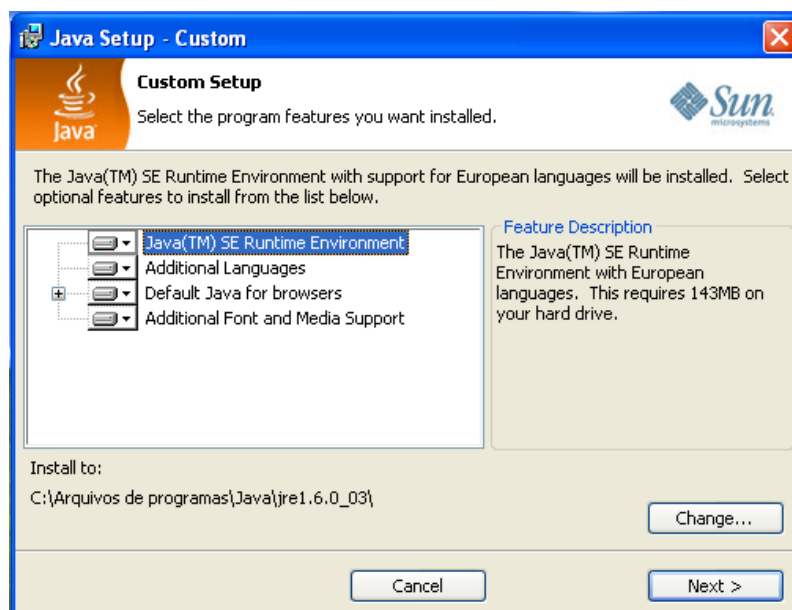 Java Setup - Custom
Java
Custom Setup
Select the program features you want installed.
Sun
microsystems
The Java(TM) SE Runtime Environment with support for European languages will be installed. Select
optional features to install from the list below.
Java(TM) SE Runtime Environment
Additional Languages
Default Java for browsers
Additional Font and Media Support
Feature Description
The Java(TM) SE Runtime
Environment with European
languages. This requires 143MB on
your hard drive.
Install to:
C:\Arquivos de programas\Java\jre1.6.0_03\
Change...
Cancel
Next >